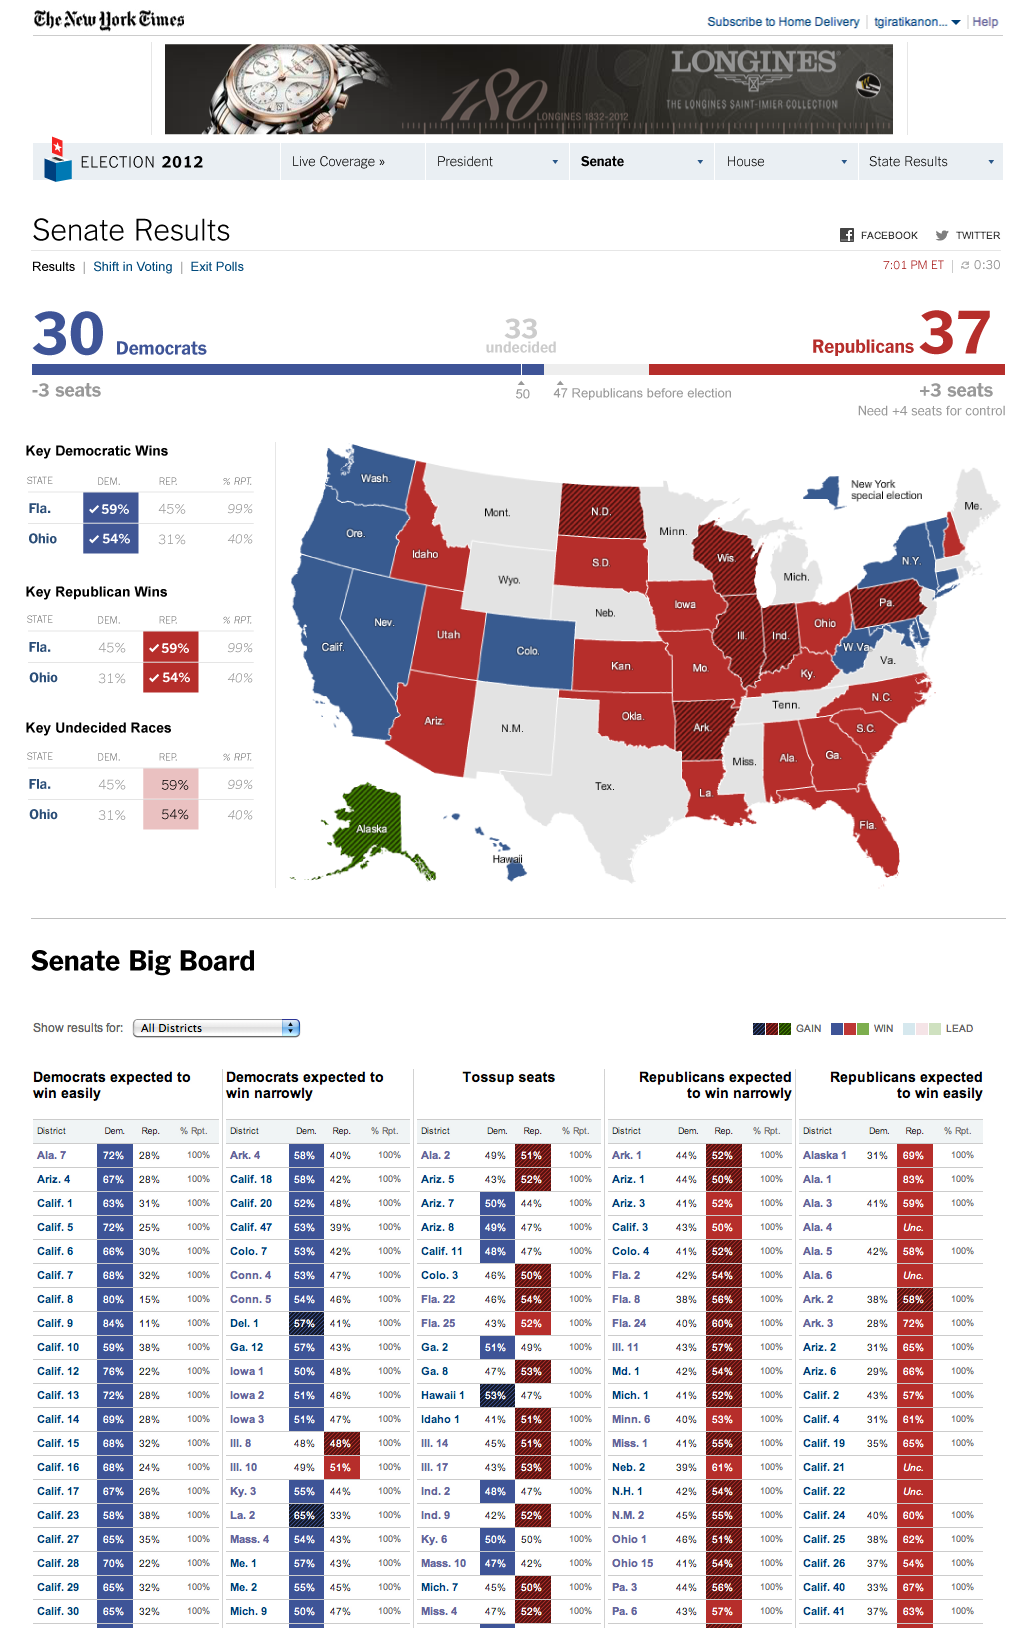 The New York Times
Subscribe to Home Delivery | tgiratikanon... | Help
LONGINES
180
LONGINES 1832-2012
THE LONGINES SAINT-IMIER COLLECTION
ELECTION 2012
Live Coverage »
President
Senate
House
State Results
Senate Results
FACEBOOK
TWITTER
Results | Shift in Voting | Exit Polls
7:01 PM ET | 0:30
30 Democrats
33
undecided
Republicans 37
-3 seats
50
47 Republicans before election
+3 seats
Need +4 seats for control
Key Democratic Wins
STATE DEM. REP. % RPT.
Fla. ✓59% 45% 99%
Ohio ✓54% 31% 40%
Key Republican Wins
STATE DEM. REP. % RPT.
Fla. 45% ✓59% 99%
Ohio 31% ✓54% 40%
Key Undecided Races
STATE DEM. REP. % RPT.
Fla. 45% 59% 99%
Ohio 31% 54% 40%
Wash.
Ore.
Calif.
Nev.
Idaho
Mont.
Wyo.
Utah
Colo.
Ariz.
N.M.
N.D.
S.D.
Neb.
Kan.
Okla.
Tex.
Minn.
Iowa
Mo.
Ark.
La.
Wis.
Ill.
Ind.
Mich.
Ohio
Ky.
Tenn.
Miss.
Ala.
Ga.
Fla.
S.C
N.C.
Va.
W.Va
Pa.
N.Y.
Me.
New York
special election
Alaska
Hawaii
Senate Big Board
Show results for: All Districts
GAIN WIN LEAD
Democrats expected to
win easily
District Dem. Rep. % Rpt.
Ala. 7 72% 28% 100%
Ariz. 4 67% 28% 100%
Calif. 1 63% 31% 100%
Calif. 5 72% 25% 100%
Calif. 6 66% 30% 100%
Calif. 7 68% 32% 100%
Calif. 8 80% 15% 100%
Calif. 9 84% 11% 100%
Calif. 10 59% 38% 100%
Calif. 12 76% 22% 100%
Calif. 13 72% 28% 100%
Calif. 14 69% 28% 100%
Calif. 15 68% 32% 100%
Calif. 16 68% 24% 100%
Calif. 17 67% 26% 100%
Calif. 23 58% 38% 100%
Calif. 27 65% 35% 100%
Calif. 28 70% 22% 100%
Calif. 29 65% 32% 100%
Calif. 30 65% 32% 100%
Democrats expected to
win narrowly
District Dem. Rep. % Rpt.
Ark. 4 58% 40% 100%
Calif. 18 58% 42% 100%
Calif. 20 52% 48% 100%
Calif. 47 53% 39% 100%
Colo. 7 53% 42% 100%
Conn. 4 53% 47% 100%
Conn. 5 54% 46% 100%
Del. 1 57% 41% 100%
Ga. 12 57% 43% 100%
Iowa 1 50% 48% 100%
Iowa 2 51% 46% 100%
Iowa 3 51% 47% 100%
Ill. 8 48% 48% 100%
Ill. 10 49% 51% 100%
Ky. 3 55% 44% 100%
La. 2 65% 33% 100%
Mass. 4 54% 43% 100%
Me. 1 57% 43% 100%
Me. 2 55% 45% 100%
Mich. 9 50% 47% 100%
Tossup seats
District Dem. Rep. % Rpt.
Ala. 2 49% 51% 100%
Ariz. 5 43% 52% 100%
Ariz. 7 50% 44% 100%
Ariz. 8 49% 47% 100%
Calif. 11 48% 47% 100%
Colo. 3 46% 50% 100%
Fla. 22 46% 54% 100%
Fla. 25 43% 52% 100%
Ga. 2 51% 49% 100%
Ga. 8 47% 53% 100%
Hawaii 1 53% 47% 100%
Idaho 1 41% 51% 100%
Ill. 14 45% 51% 100%
Ill. 17 43% 53% 100%
Ind. 2 48% 47% 100%
Ind. 9 42% 52% 100%
Ky. 6 50% 50% 100%
Mass. 10 47% 42% 100%
Mich. 7 45% 50% 100%
Miss. 4 47% 52% 100%
Republicans expected
to win narrowly
District Dem. Rep. % Rpt.
Ark. 1 44% 52% 100%
Ariz. 1 44% 50% 100%
Ariz. 3 41% 52% 100%
Calif. 3 43% 50% 100%
Colo. 4 41% 52% 100%
Fla. 2 42% 54% 100%
Fla. 8 38% 56% 100%
Fla. 24 40% 60% 100%
Ill. 11 43% 57% 100%
Md. 1 42% 54% 100%
Mich. 1 41% 52% 100%
Minn. 6 40% 53% 100%
Miss. 1 41% 55% 100%
Neb. 2 39% 61% 100%
N.H. 1 42% 54% 100%
N.M. 2 45% 55% 100%
Ohio 1 46% 51% 100%
Ohio 15 41% 54% 100%
Pa. 3 44% 56% 100%
Pa. 6 43% 57% 100%
Republicans expected
to win easily
District Dem. Rep. % Rpt.
Alaska 1 31% 69% 100%
Ala. 1 83% 100%
Ala. 3 41% 59% 100%
Ala. 4 Unc.
Ala. 5 42% 58% 100%
Ala. 6 Unc.
Ark. 2 38% 58% 100%
Ark. 3 28% 72% 100%
Ariz. 2 31% 65% 100%
Ariz. 6 29% 66% 100%
Calif. 2 43% 57% 100%
Calif. 4 31% 61% 100%
Calif. 19 35% 65% 100%
Calif. 21 Unc.
Calif. 22 Unc.
Calif. 24 40% 60% 100%
Calif. 25 38% 62% 100%
Calif. 26 37% 54% 100%
Calif. 40 33% 67% 100%
Calif. 41 37% 63% 100%